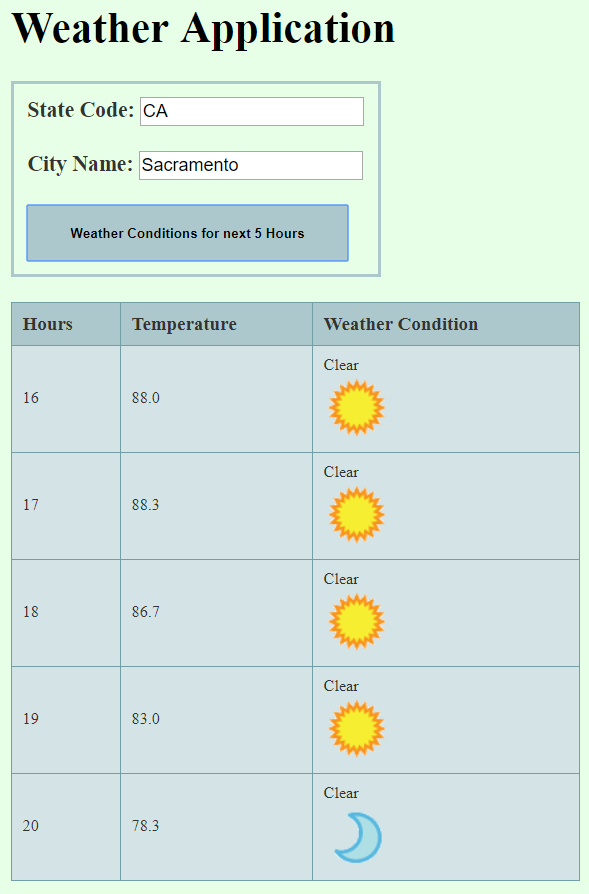 Weather Application
State Code: CA
City Name: Sacramento
Weather Conditions for next 5 Hours
Hours Temperature Weather Condition
16 88.0 Clear
17 88.3 Clear
18 86.7 Clear
19 83.0 Clear
20 78.3 Clear